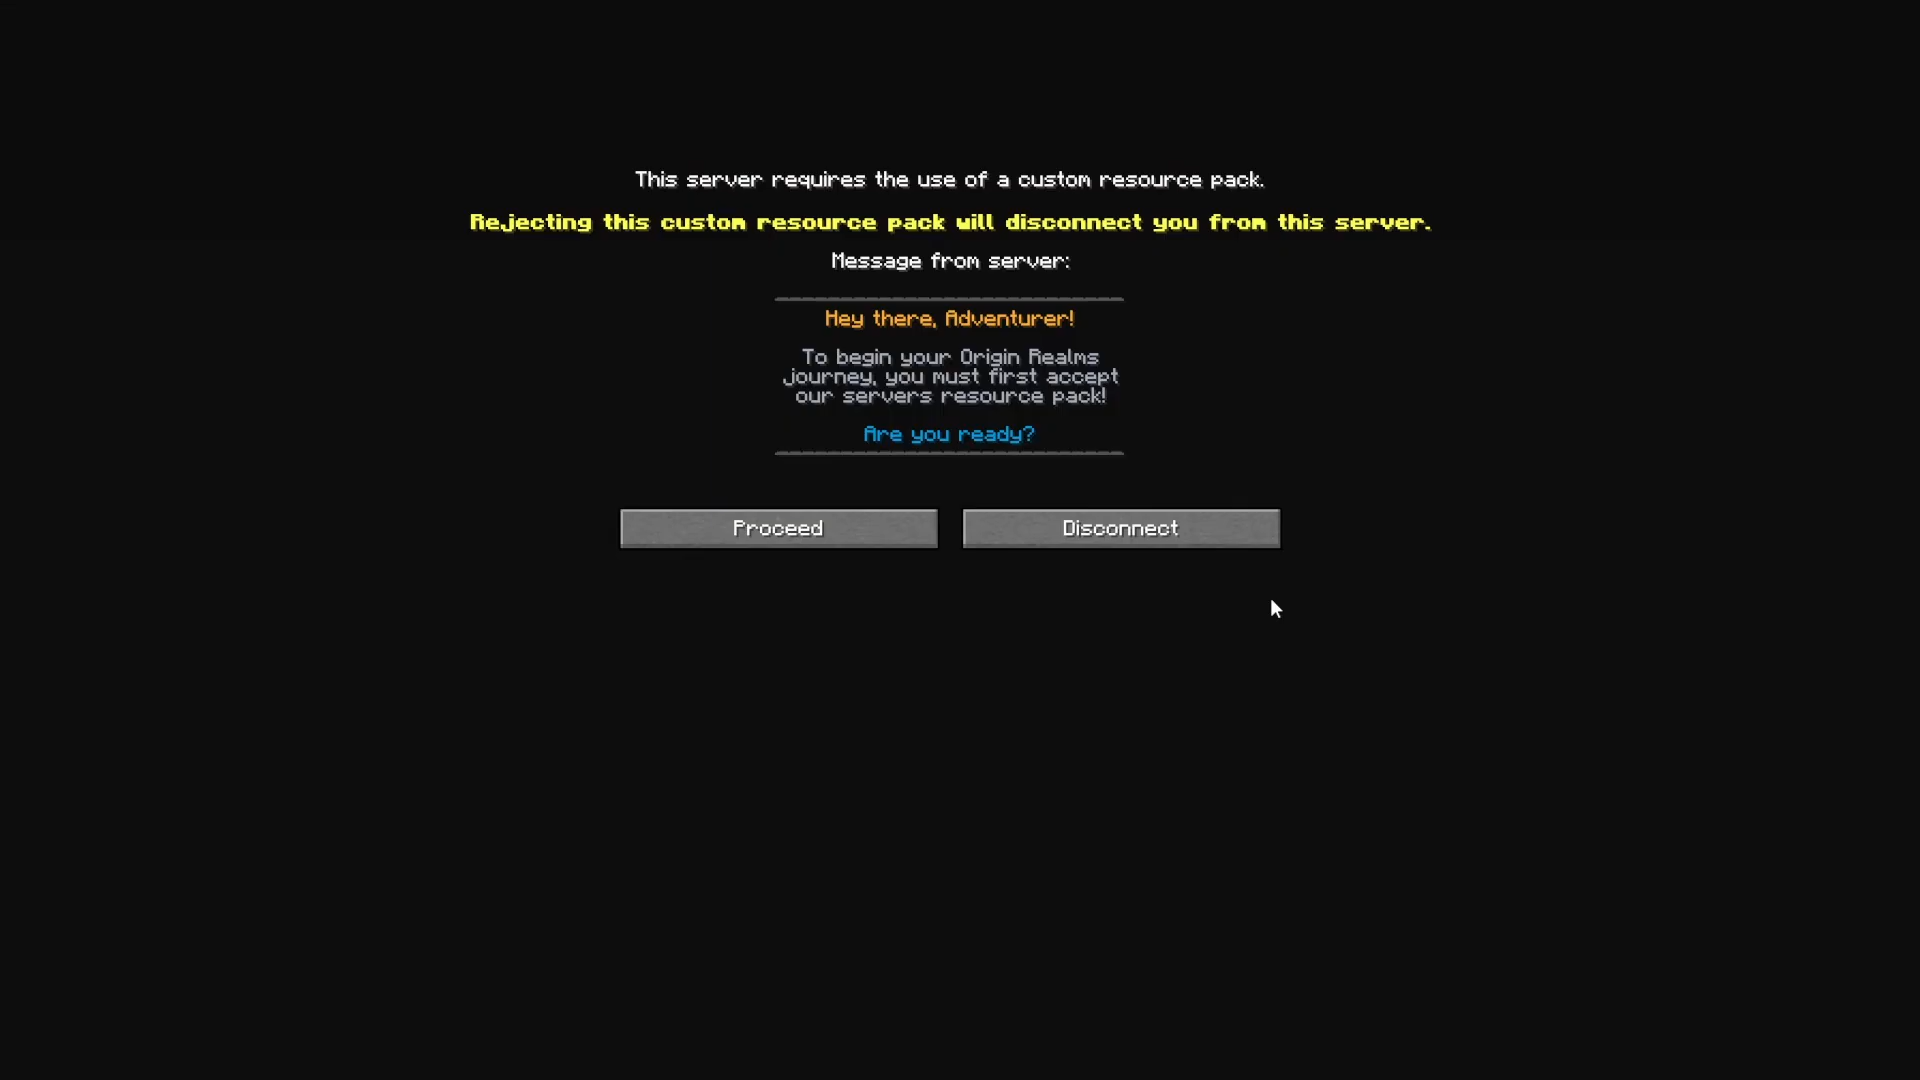 This server requires the use of a custom resource pack.
Rejecting this custom resource pack will disconnect you from this server.
Message from server:
Hey there, Adventurer!
To begin your Origin Realms
journey, you must first accept
our servers resource pack!
Are you ready?
Proceed
Disconnect